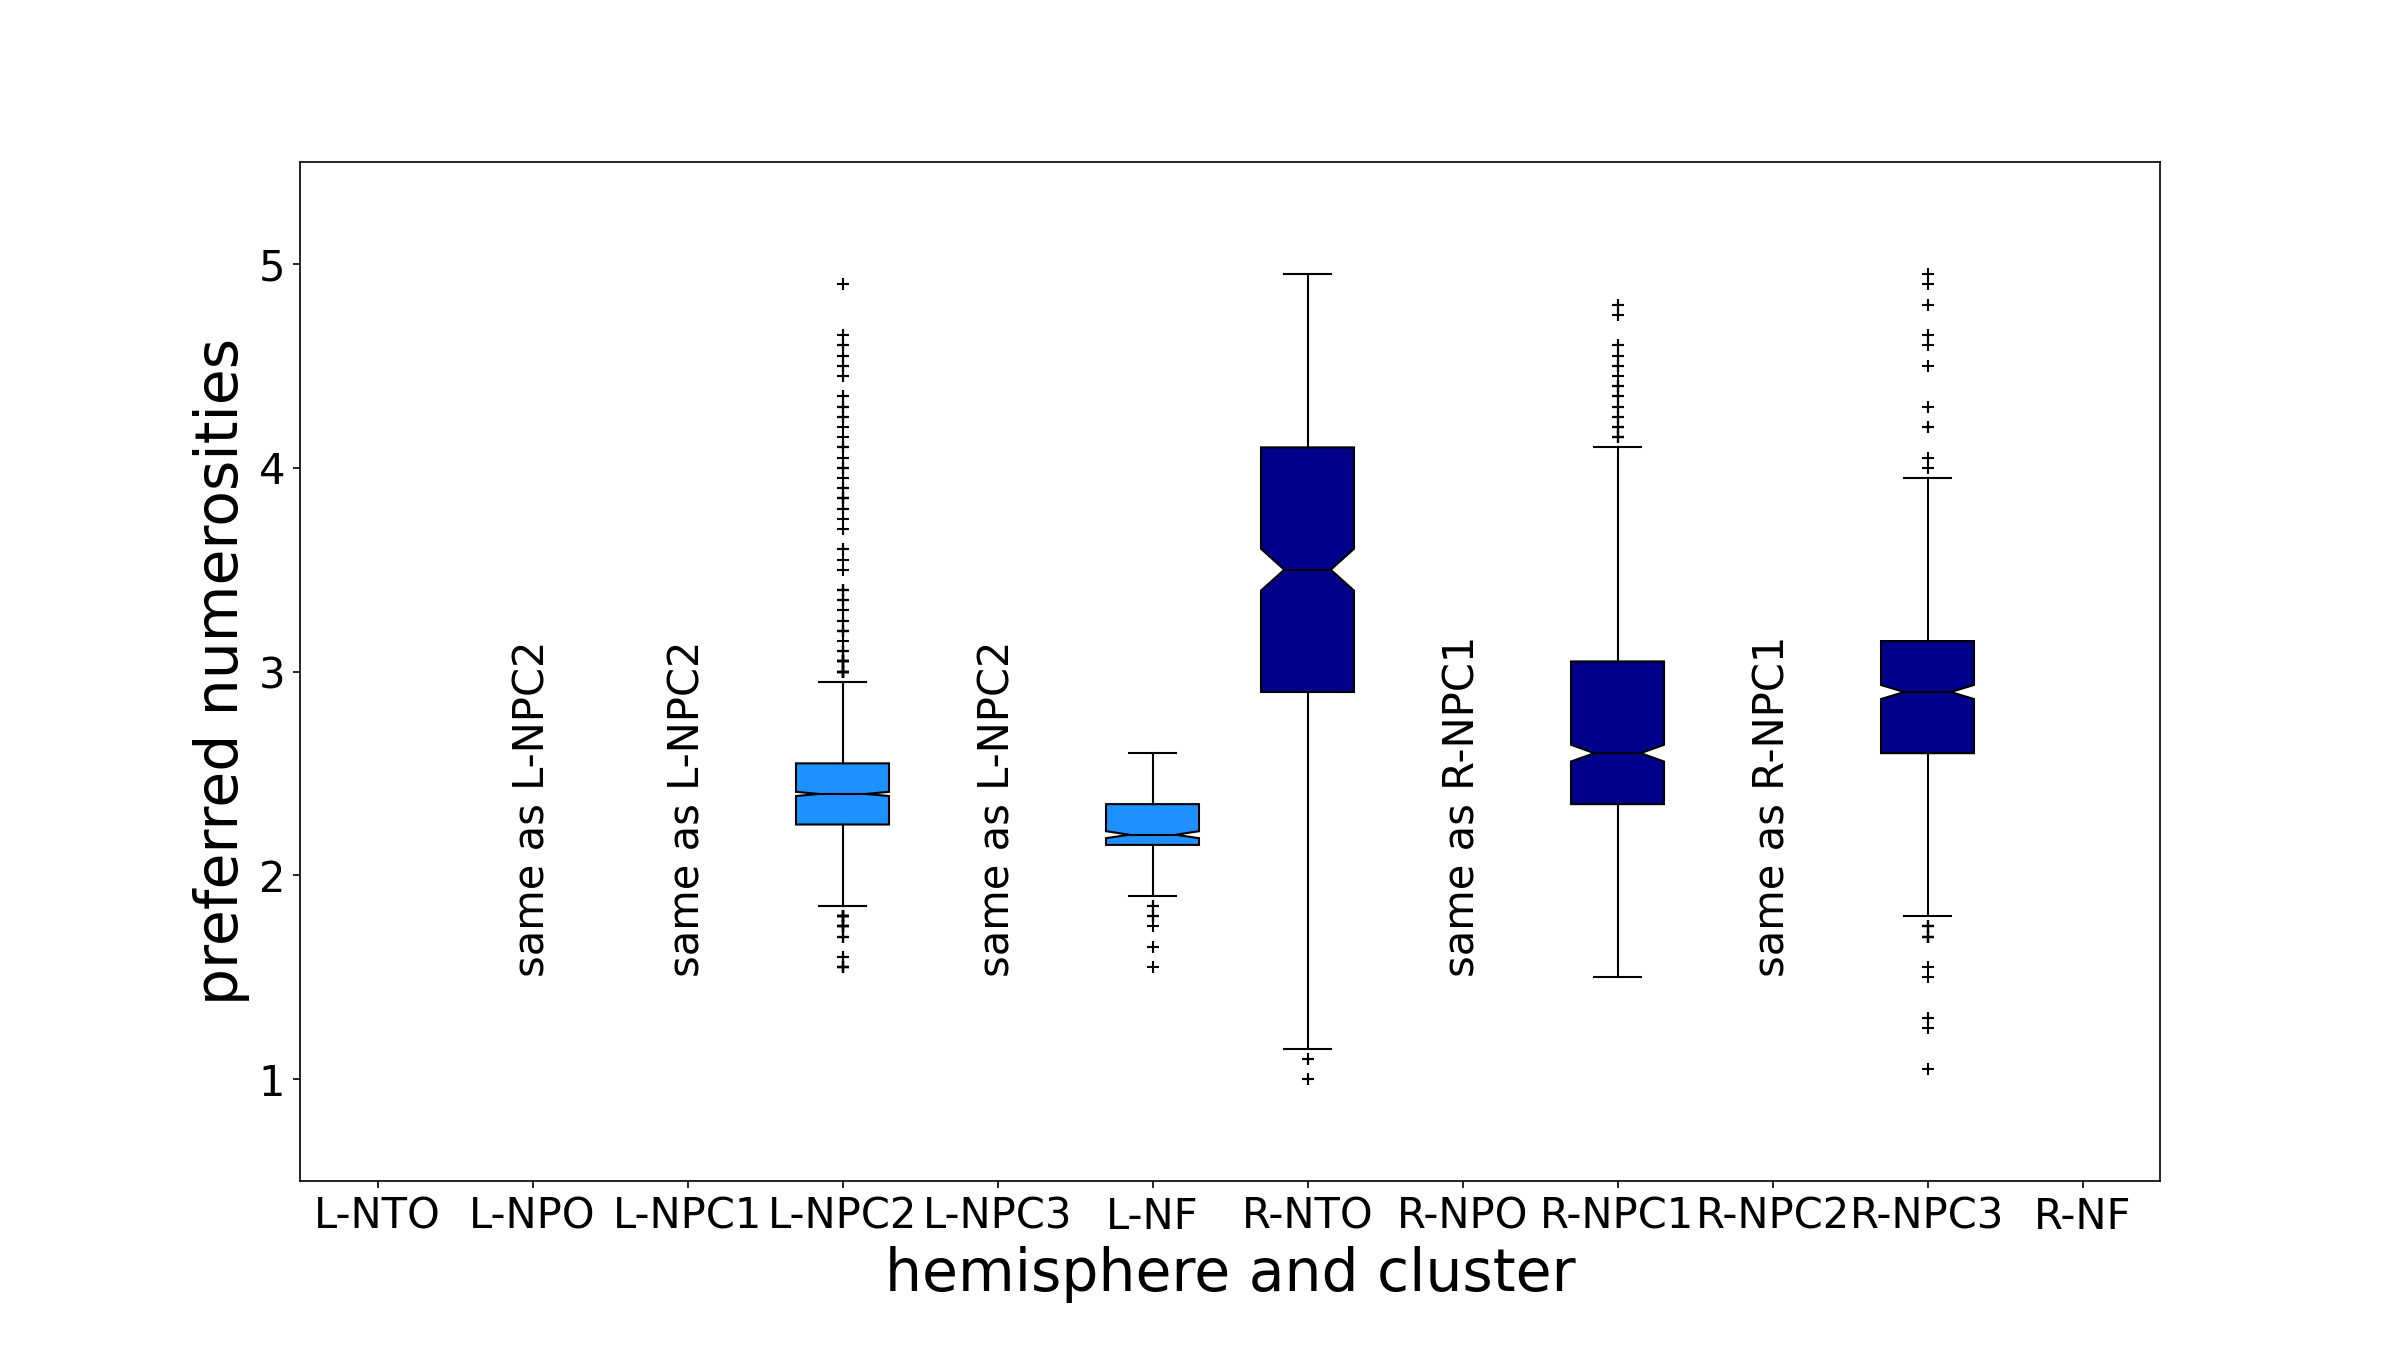 preferred numerosities
5
4
3
2
1
same as L-NPC2
same as L-NPC2
same as L-NPC2
same as R-NPC1
same as R-NPC1
L-NTO L-NPO L-NPC1 L-NPC2 L-NPC3 L-NF R-NTO R-NPO R-NPC1 R-NPC2 R-NPC3 R-NF
hemisphere and cluster